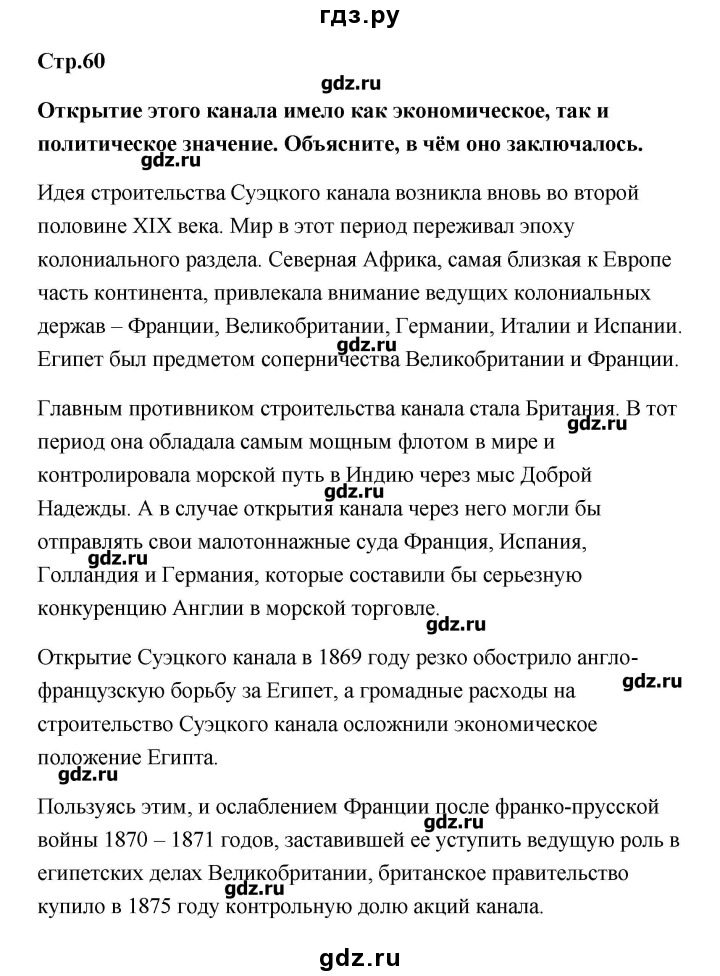 гдз.ру
Стр.60
gdz.ru
Открытие этого канала имело как экономическое, так и
политическое значение. Объясните, в чём оно заключалось.
gdz.ru
Идея строительства Суэцкого канала возникла вновь во второй
половине XIX века. Мир в этот период переживал эпоху
колониального раздела. Северная Африка, самая близкая к Европе
часть континента, привлекала внимание ведущих колониальных
держав – Франции, Великобритании, Германии, Италии и Испании.
gdz.ru
Египет был предметом соперничества Великобритании и Франции.
Главным противником строительства канала стала Британия. В тот
gdz.ru
период она обладала самым мощным флотом в мире и
контролировала морской путь в Индию через мыс Доброй
gdz.ru
Надежды. А в случае открытия канала через него могли бы
отправлять свои малотоннажные суда Франция, Испания,
gdz.ru
Голландия и Германия, которые составили бы серьезную
конкуренцию Англии в морской торговле.
gdz.ru
Открытие Суэцкого канала в 1869 году резко обострило англо-
gdz.ru
французскую борьбу за Египет, а громадные расходы на
строительство Суэцкого канала осложнили экономическое
положение Египта.
gdz.ru
Пользуясь этим, и ослаблением Франции после франко-прусской
gdz.ru
войны 1870 – 1871 годов, заставившей ее уступить ведущую роль в
египетских делах Великобритании, британское правительство
gdz.ru
купило в 1875 году контрольную долю акций канала.
gdz.ru